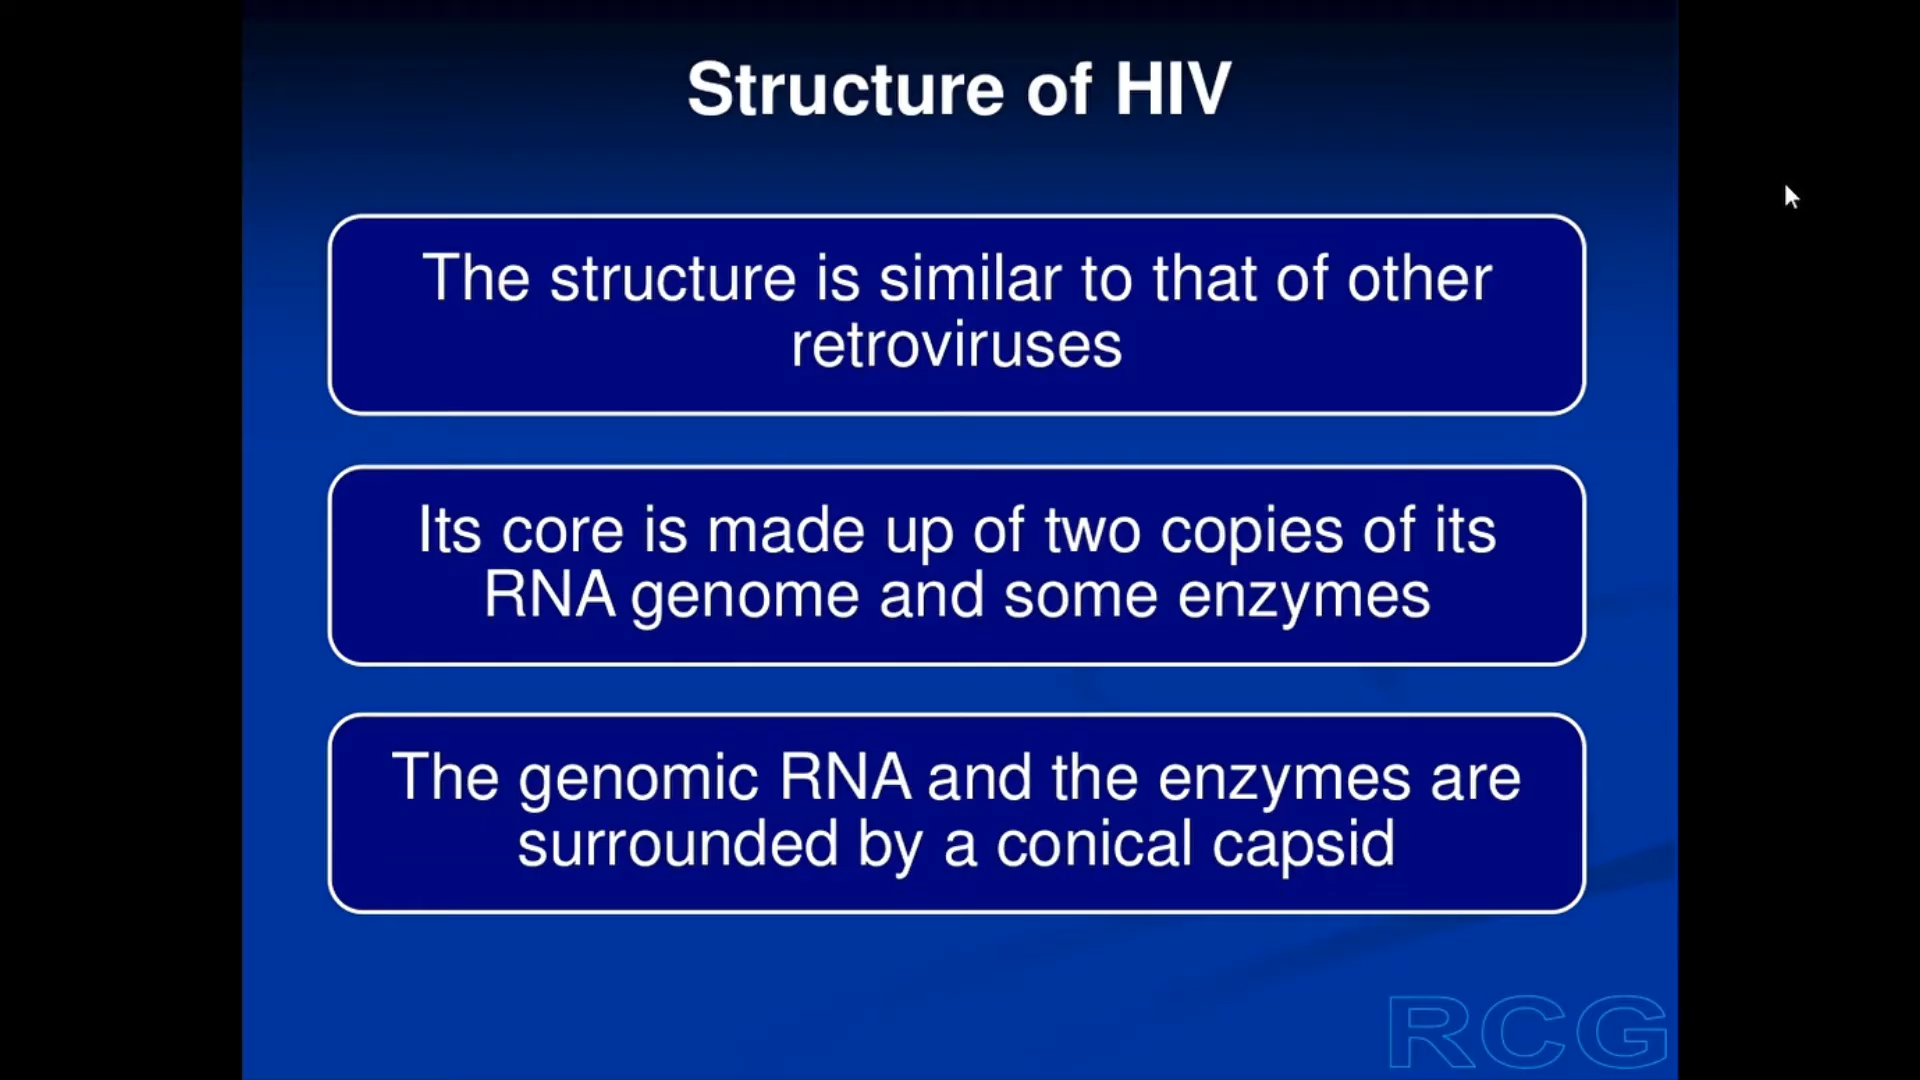 Structure of HIV
The structure is similar to that of other
retroviruses
Its core is made up of two copies of its
RNA genome and some enzymes
The genomic RNA and the enzymes are
surrounded by a conical capsid
RCG